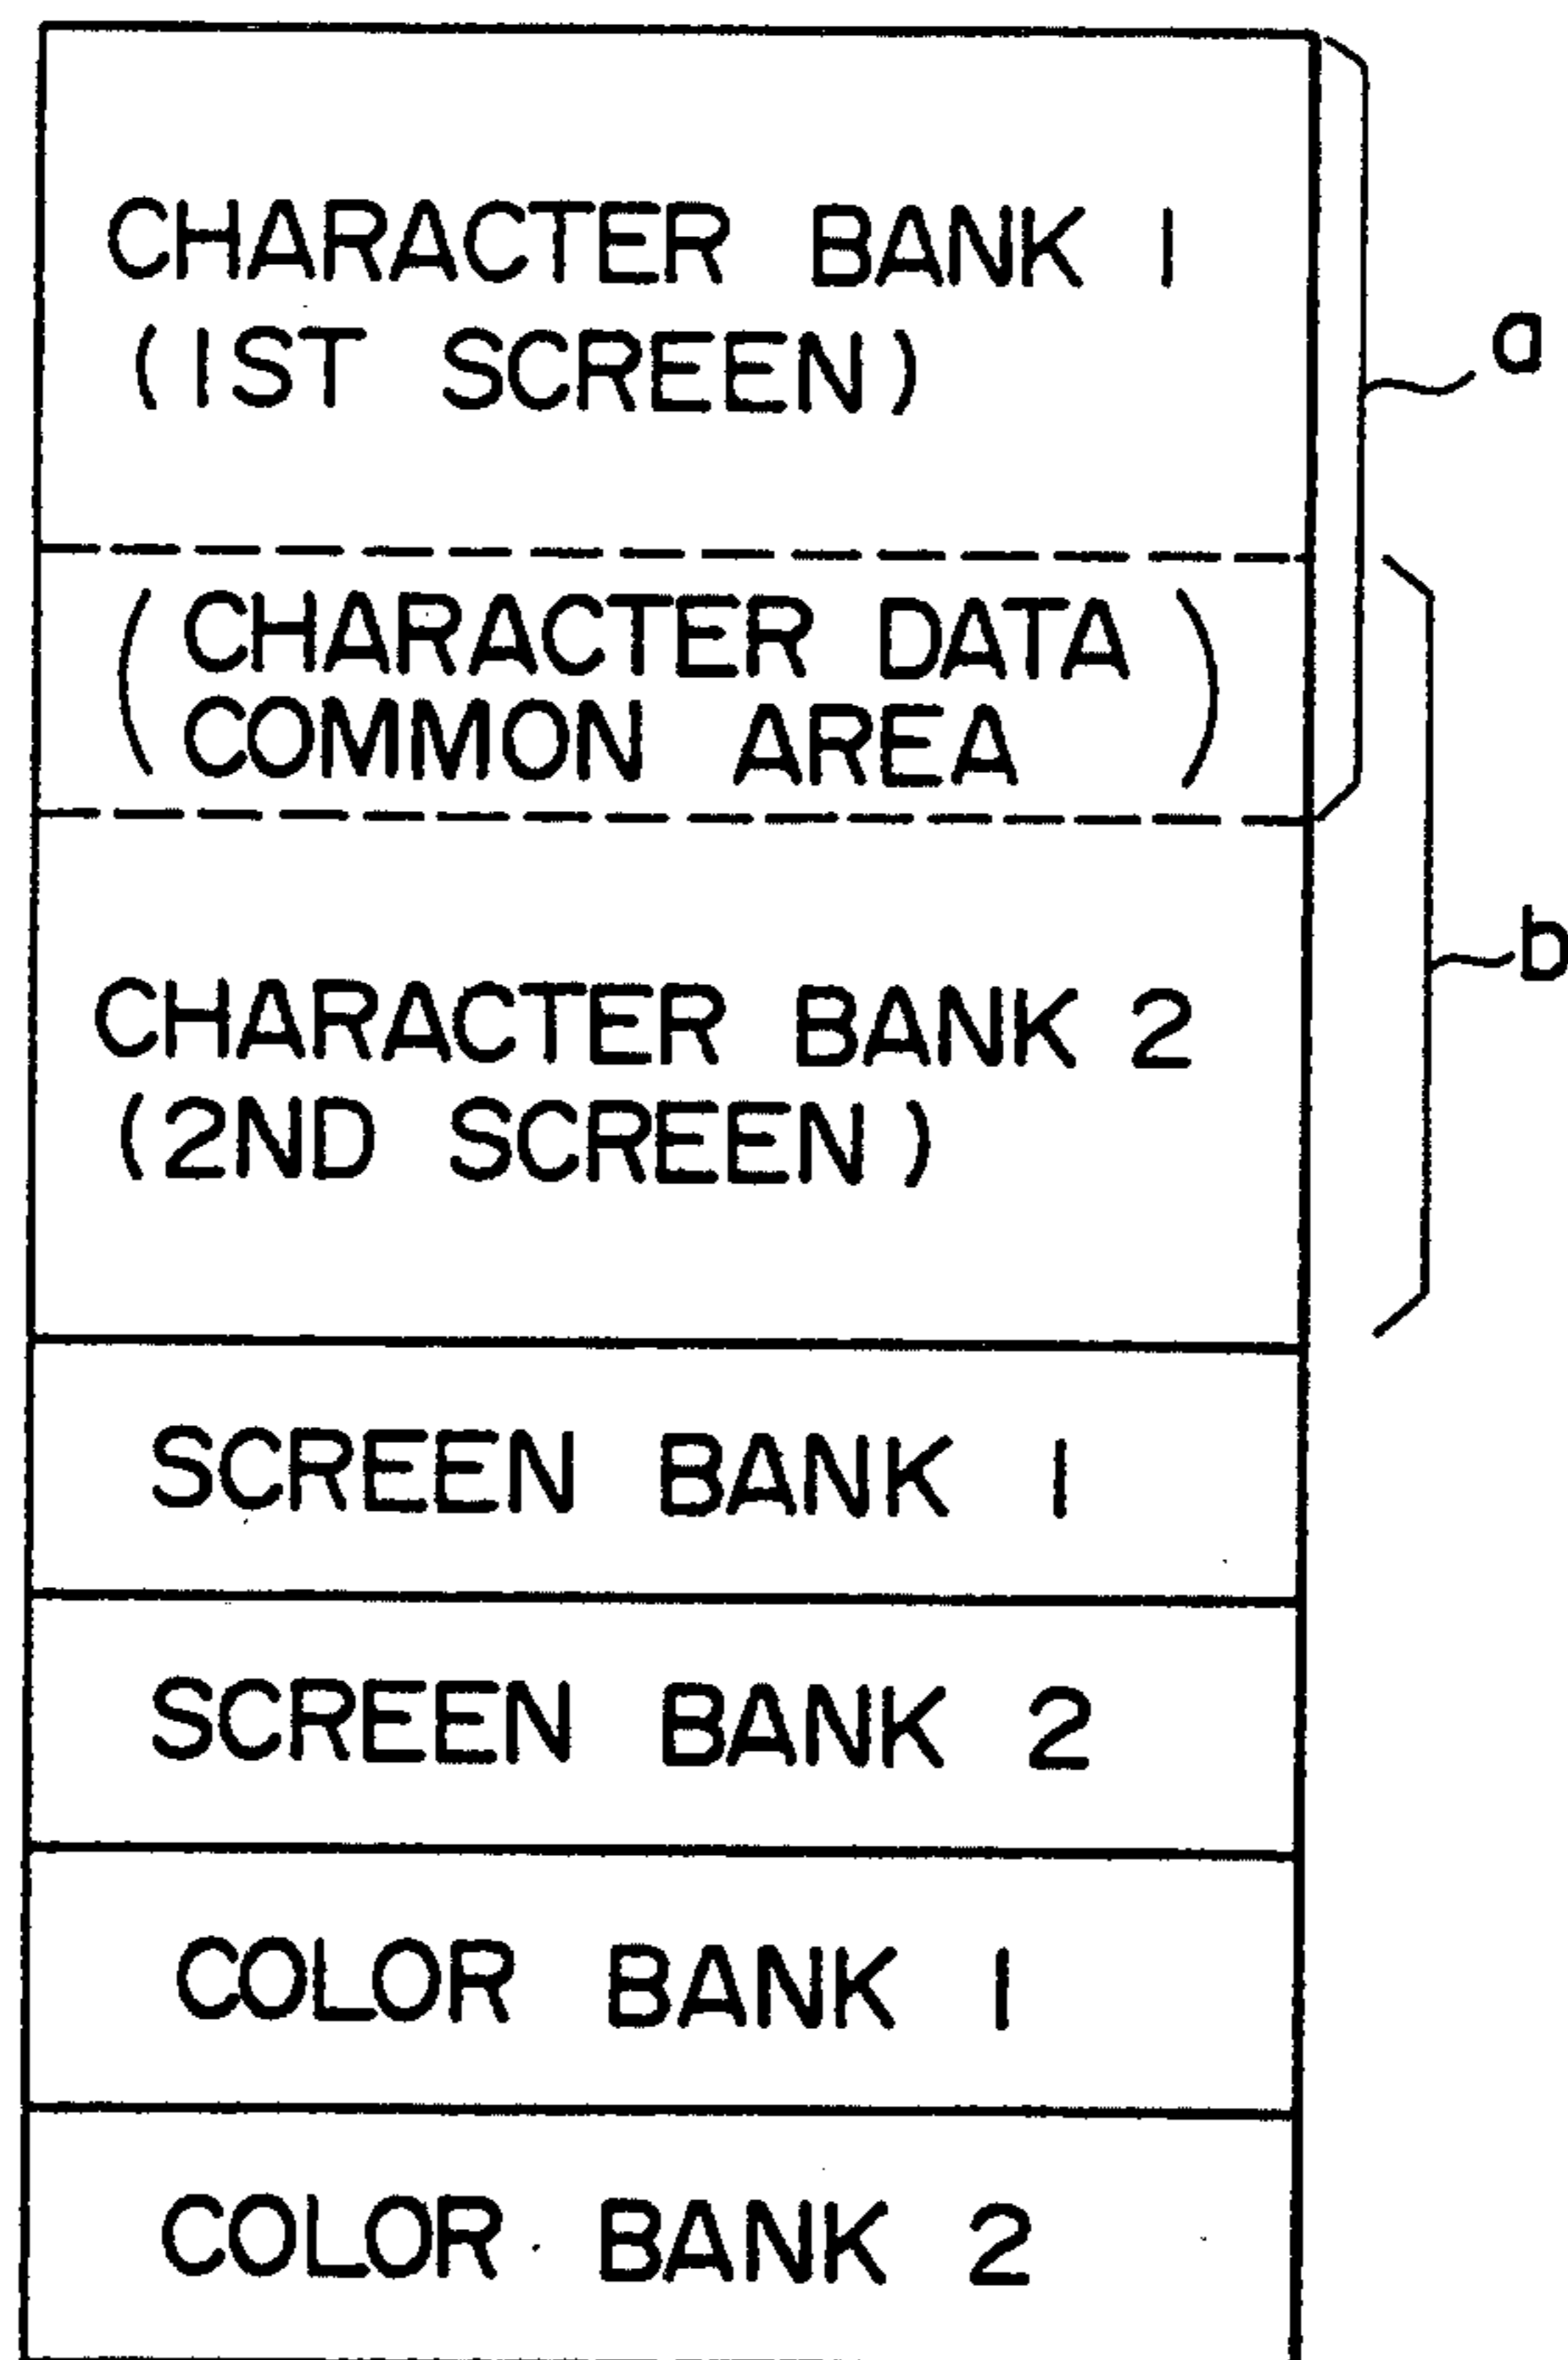 CHARACTER BANK 1
(1ST SCREEN)
a
(CHARACTER DATA
COMMON AREA)
b
CHARACTER BANK 2
(2ND SCREEN)
SCREEN BANK 1
SCREEN BANK 2
COLOR BANK 1
COLOR BANK 2